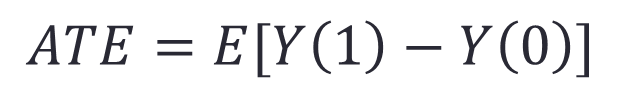 ATE = E[Y(1) − Y(0)]